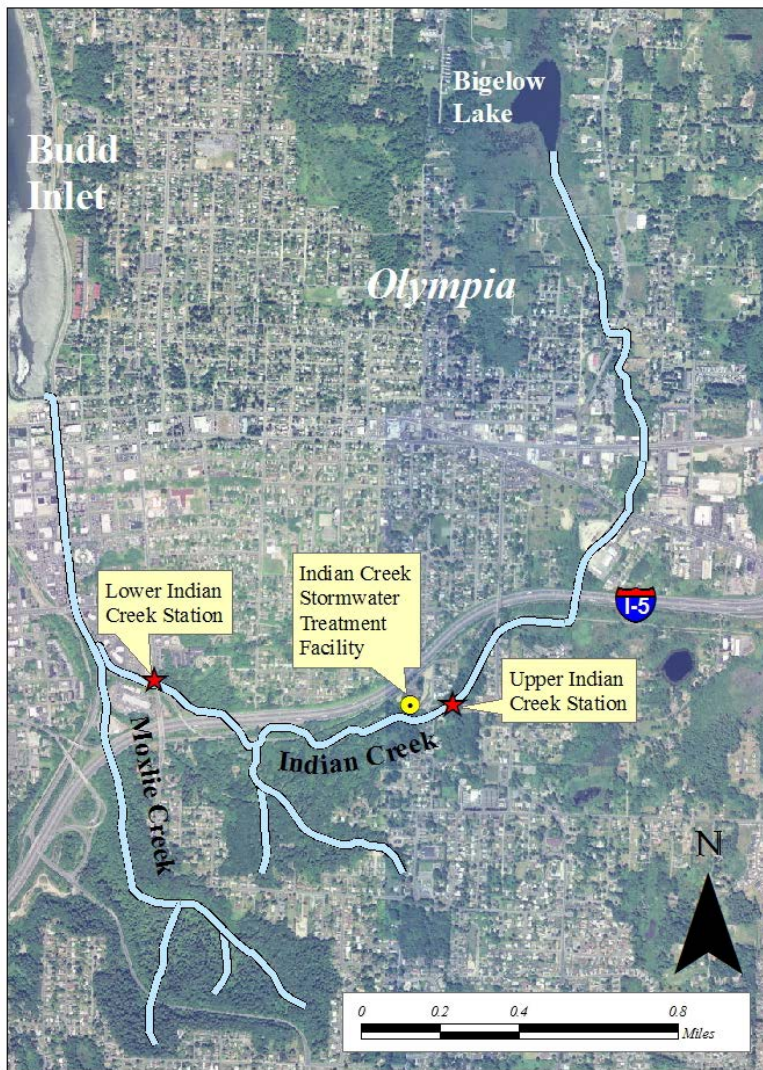 Bigelow
Lake
Budd
Inlet
Olympia
Lower Indian
Creek Station
Indian Creek
Stormwater
Treatment
Facility
I-5
Upper Indian
Creek Station
Moxlie Creek
Indian Creek
N
0 0.2 0.4 0.8
Miles